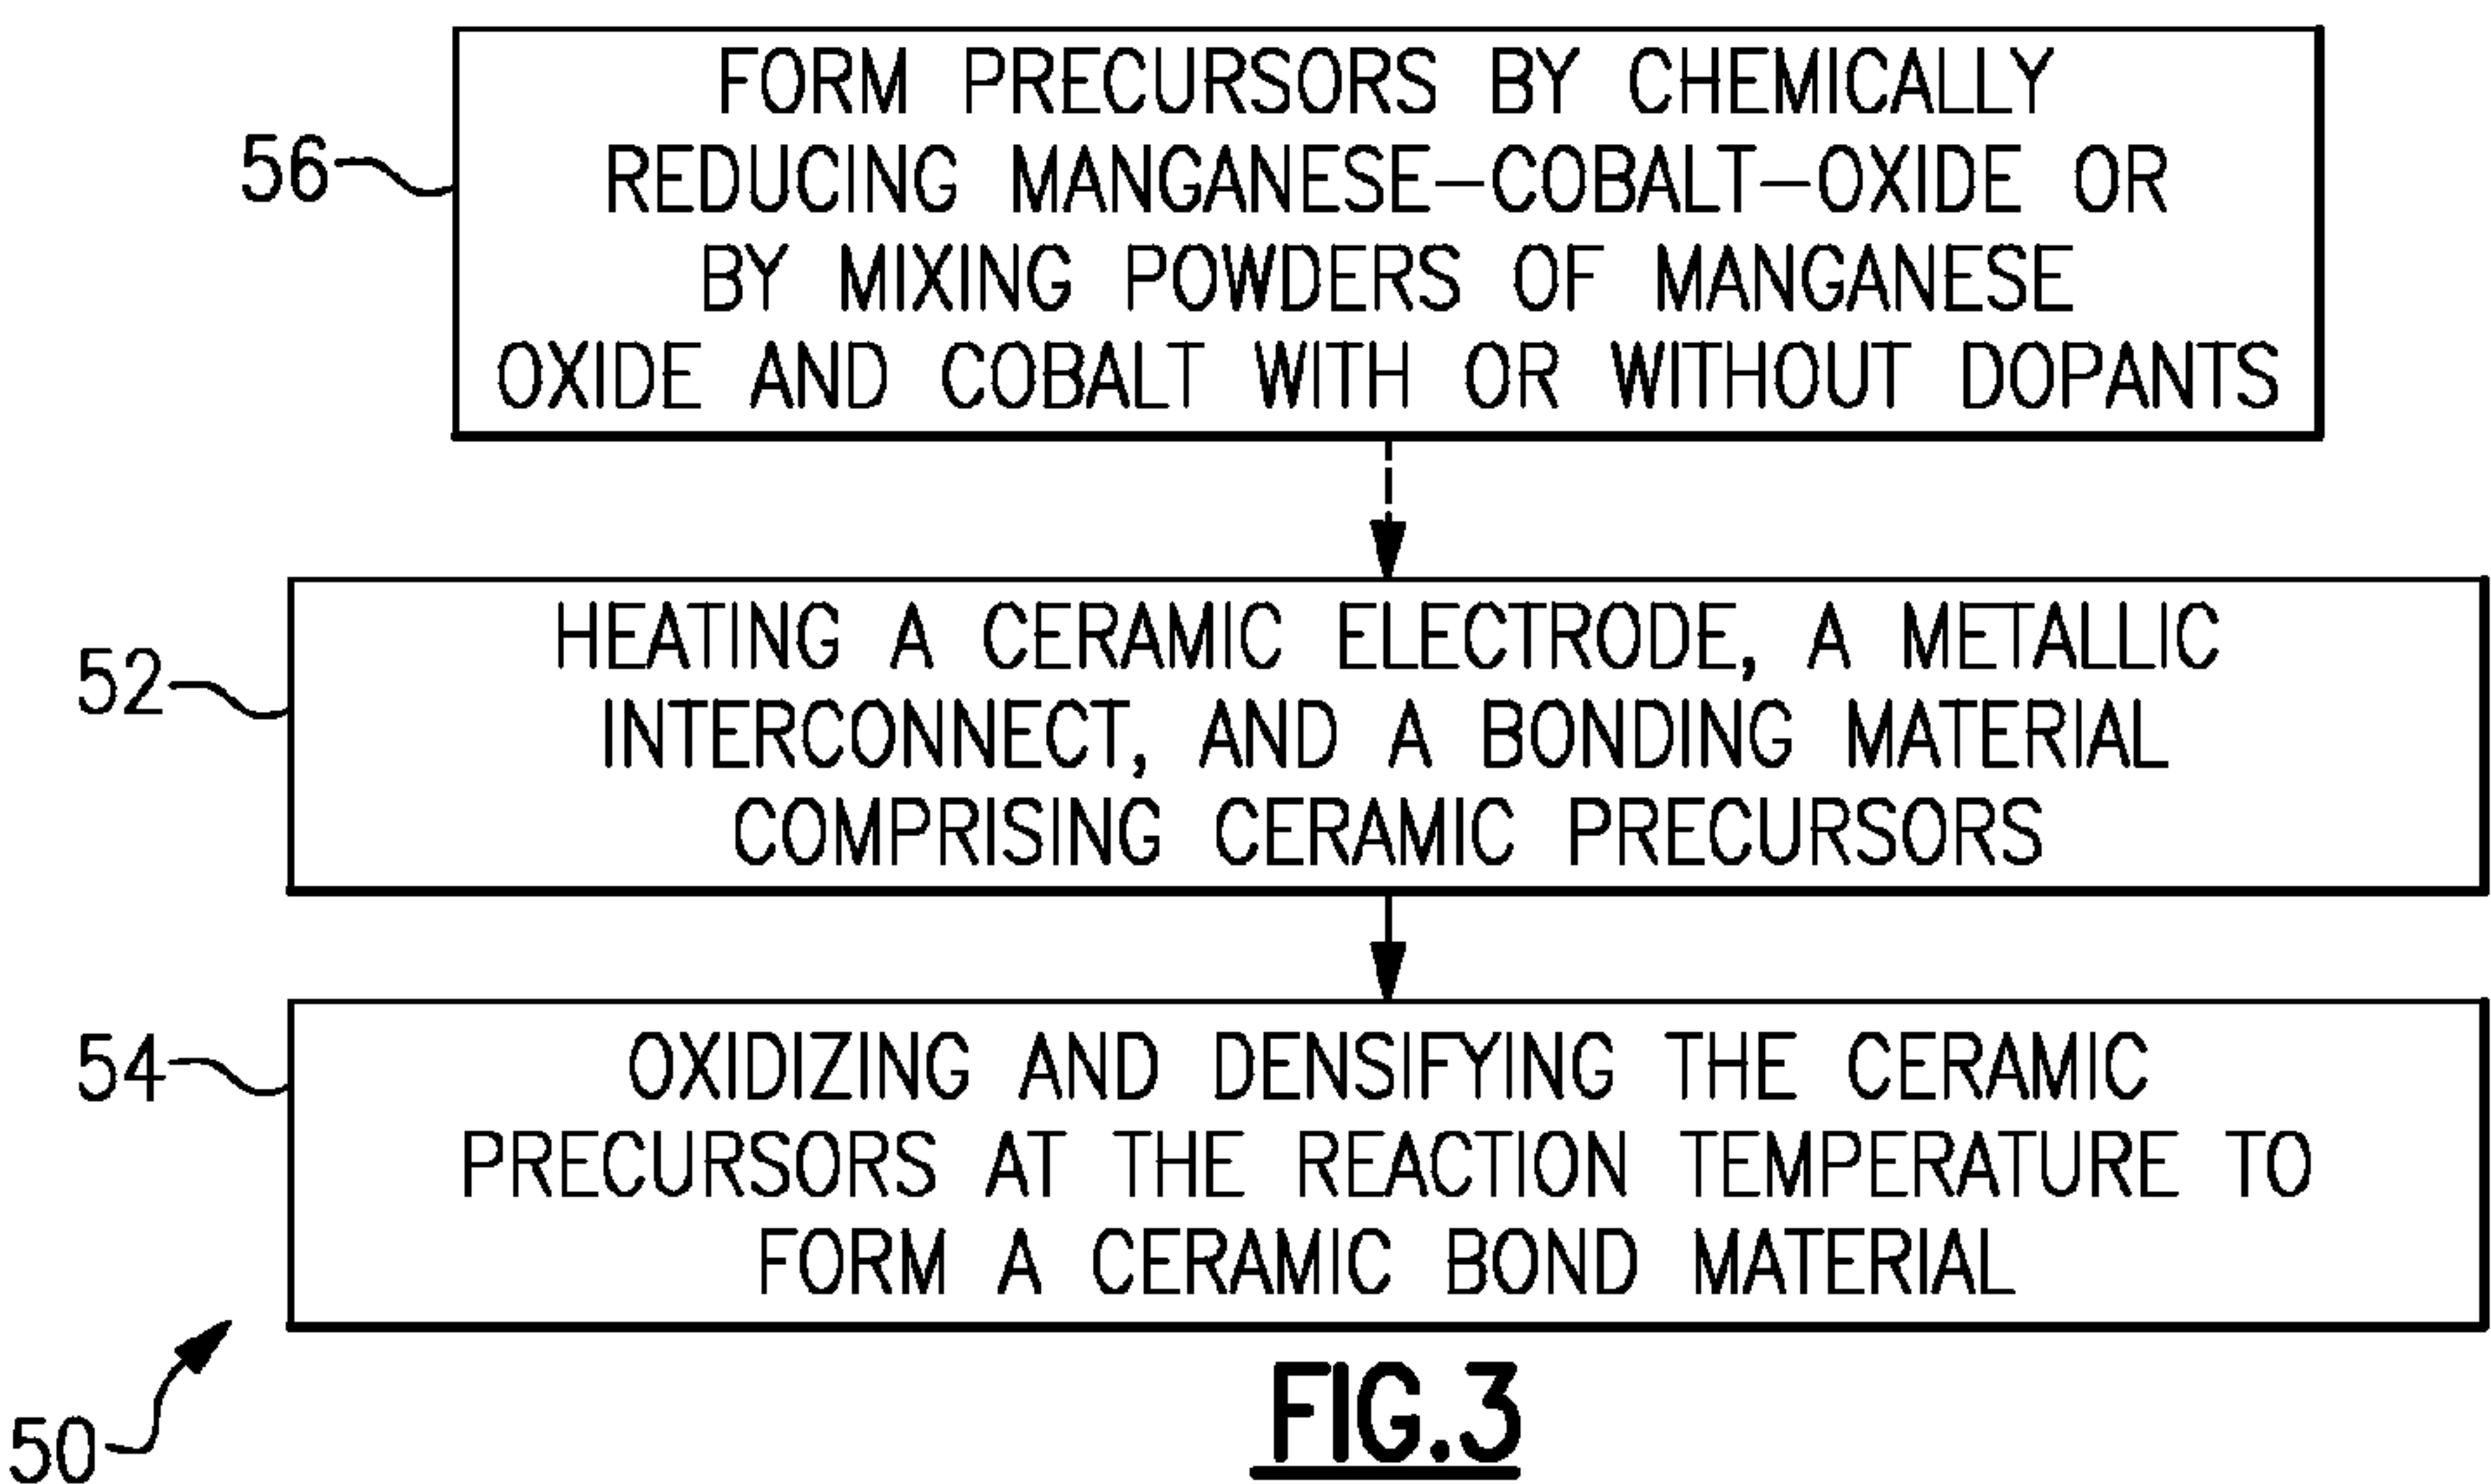 56
FORM PRECURSORS BY CHEMICALLY
REDUCING MANGANESE-COBALT-OXIDE OR
BY MIXING POWDERS OF MANGANESE
OXIDE AND COBALT WITH OR WITHOUT DOPANTS
52
HEATING A CERAMIC ELECTRODE, A METALLIC
INTERCONNECT, AND A BONDING MATERIAL
COMPRISING CERAMIC PRECURSORS
54
OXIDIZING AND DENSIFYING THE CERAMIC
PRECURSORS AT THE REACTION TEMPERATURE TO
FORM A CERAMIC BOND MATERIAL
50
FIG.3